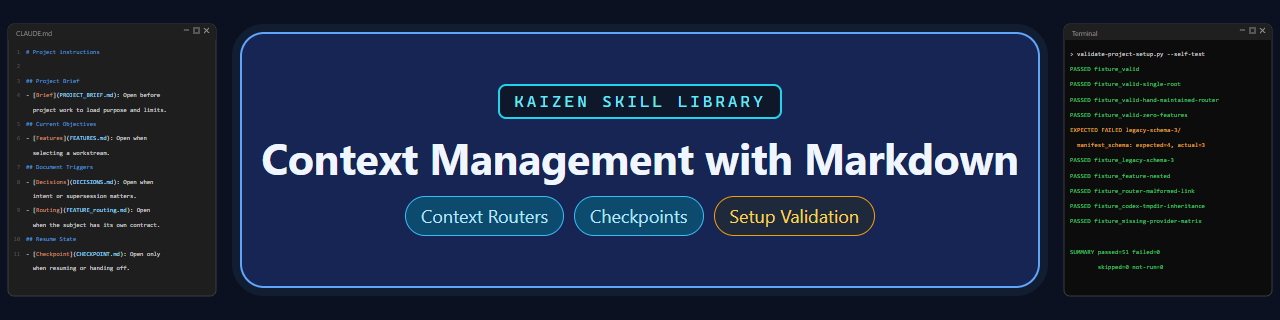 CLAUDE.md
1 # Project instructions
2
3 ## Project Brief
4 - [Brief](PROJECT_BRIEF.md): Open before
project work to load purpose and limits.
5 ## Current Objectives
6 - [Features](FEATURES.md): Open when
selecting a workstream.
7 ## Document Triggers
8 - [Decisions](DECISIONS.md): Open when
intent or supersession matters.
9 - [Routing](FEATURE_routing.md): Open
when the subject has its own contract.
10 ## Resume State
11 - [Checkpoint](CHECKPOINT.md): Open only
when resuming or handing off.
KAIZEN SKILL LIBRARY
Context Management with Markdown
Context Routers
Checkpoints
Setup Validation
Terminal
> validate-project-setup.py --self-test
PASSED fixture_valid
PASSED fixture_valid-single-root
PASSED fixture_valid-hand-maintained-router
PASSED fixture_valid-zero-features
EXPECTED FAILED legacy-schema-3/
manifest_schema: expected=4, actual=3
PASSED fixture_legacy-schema-3
PASSED fixture_feature-nested
PASSED fixture_router-malformed-link
PASSED fixture_codex-tmpdir-inheritance
PASSED fixture_missing-provider-matrix
SUMMARY passed=51 failed=0
skipped=0 not-run=0